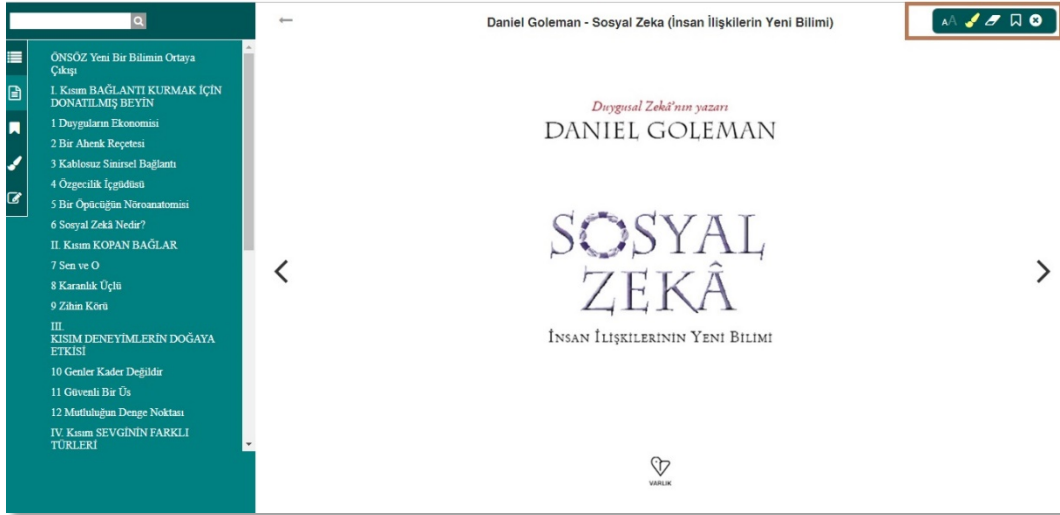 Daniel Goleman - Sosyal Zeka (İnsan İlişkilerin Yeni Bilimi)
AA
ÖNSÖZ Yeni Bir Bilimin Ortaya
Çıkışı
I. Kısım BAĞLANTI KURMAK İÇİN
DONATILMIŞ BEYİN
1 Duyguların Ekonomisi
2 Bir Ahenk Reçetesi
3 Kablosuz Sinirsel Bağlantı
4 Özgecilik İçgüdüsü
5 Bir Öpücüğün Nöroanatomisi
6 Sosyal Zekâ Nedir?
II. Kısım KOPAN BAĞLAR
7 Sen ve O
8 Karanlık Üçlü
9 Zihin Körü
III.
KISIM DENEYİMLERİN DOĞAYA
ETKİSİ
10 Genler Kader Değildir
11 Güvenli Bir Üs
12 Mutluluğun Denge Noktası
IV. Kısım SEVGİNİN FARKLI
TÜRLERİ
Duygusal Zekâ'nın yazarı
DANIEL GOLEMAN
SOSYAL
ZEKÂ
İNSAN İLİŞKİLERİNİN YENİ BİLİMİ
VARLIK